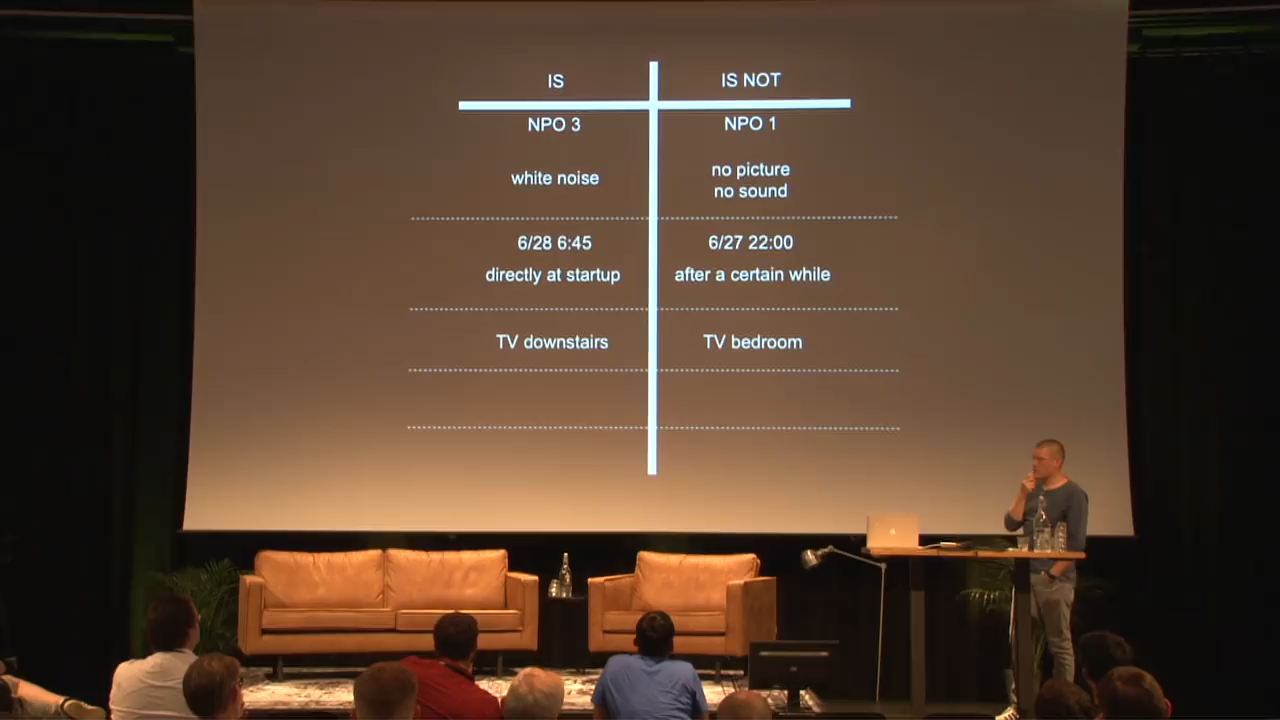 IS
IS NOT
NPO 3
NPO 1
white noise
no picture
no sound
6/28 6:45
6/27 22:00
directly at startup
after a certain while
TV downstairs
TV bedroom